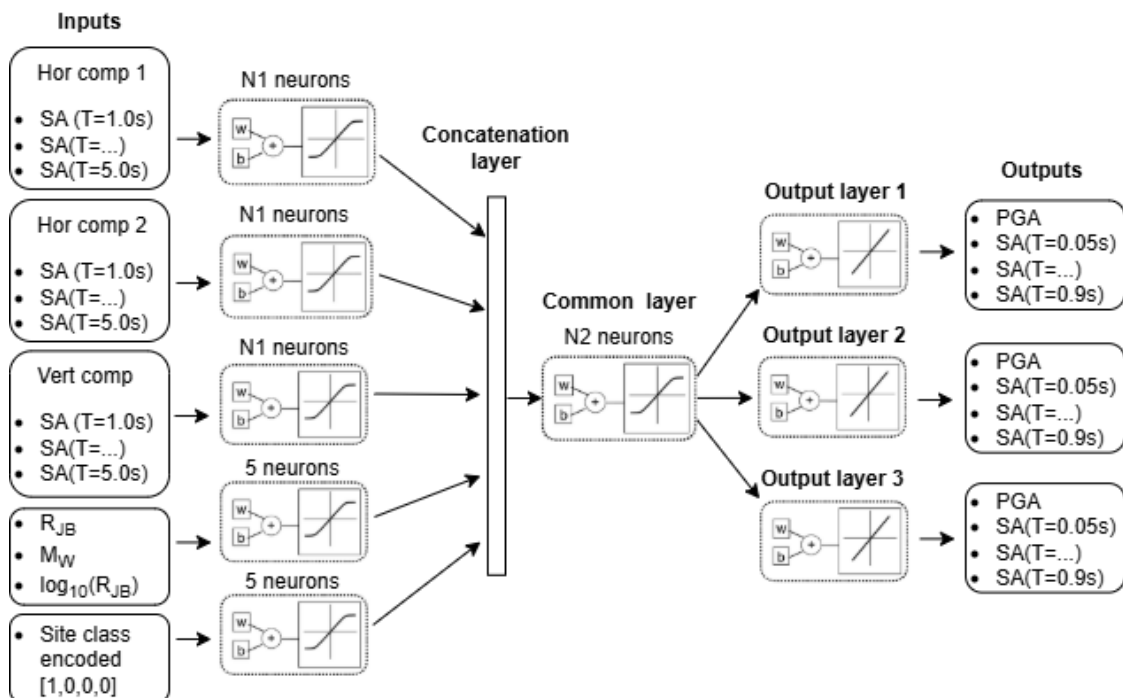 Inputs
Hor comp 1
• SA (T=1.0s)
• SA(T=...)
• SA(T=5.0s)
Hor comp 2
• SA (T=1.0s)
• SA(T=...)
• SA(T=5.0s)
Vert comp
• SA (T=1.0s)
• SA(T=...)
• SA(T=5.0s)
• R_JB
• M_W
• log_10(R_JB)
• Site class
encoded
[1,0,0,0]
N1 neurons
w
+
b
N1 neurons
w
+
b
N1 neurons
w
+
b
5 neurons
w
+
b
5 neurons
w
+
b
Concatenation
layer
Common layer
N2 neurons
w
+
b
Output layer 1
w
+
b
Output layer 2
w
+
b
Output layer 3
w
+
b
Outputs
• PGA
• SA(T=0.05s)
• SA(T=...)
• SA(T=0.9s)
• PGA
• SA(T=0.05s)
• SA(T=...)
• SA(T=0.9s)
• PGA
• SA(T=0.05s)
• SA(T=...)
• SA(T=0.9s)